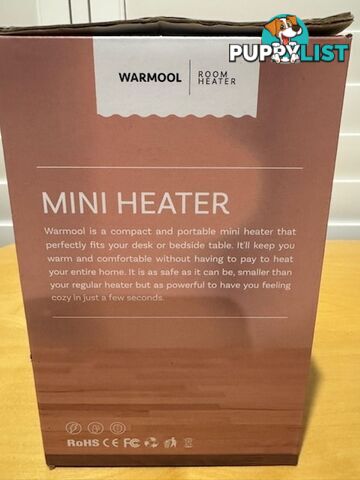 PUPPYLIST
WARMOOL | ROOM
HEATER
MINI HEATER
Warmool is a compact and portable mini heater that
perfectly fits your desk or bedside table. It'll keep you
warm and comfortable without having to pay to heat
your entire home. It is as safe as it can be, smaller than
your regular heater but as powerful to have you feeling
cozy in just a few seconds.
RoHS CE FC